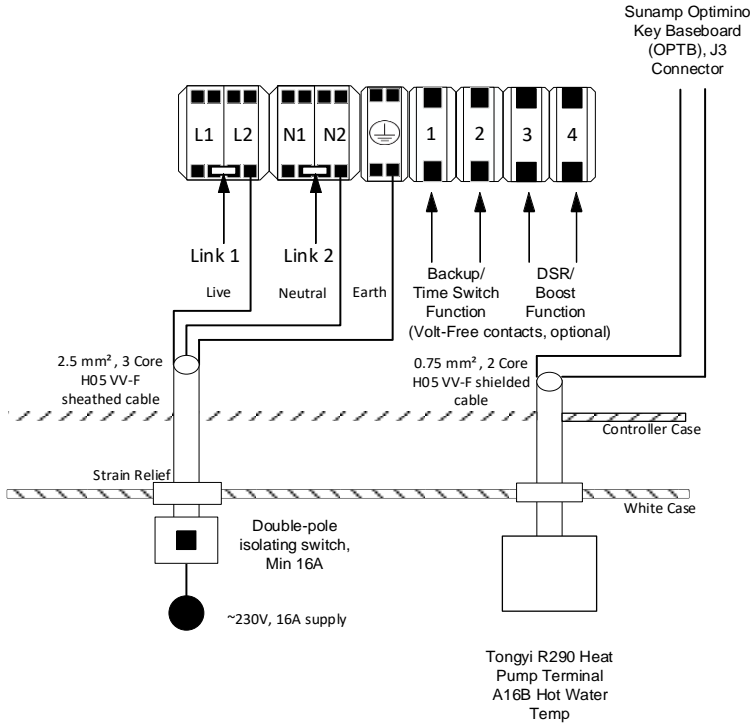 Sunamp Optimino
Key Baseboard
(OPTB), J3
Connector
L1 L2 N1 N2 1 2 3 4
Link 1 Link 2
Live Neutral Earth
Backup/
Time Switch
Function
DSR/
Boost
Function
(Volt-Free contacts, optional)
2.5 mm², 3 Core
H05 VV-F
sheathed cable
0.75 mm², 2 Core
H05 VV-F shielded
cable
Controller Case
Strain Relief
White Case
Double-pole
isolating switch,
Min 16A
~230V, 16A supply
Tongyi R290 Heat
Pump Terminal
A16B Hot Water
Temp